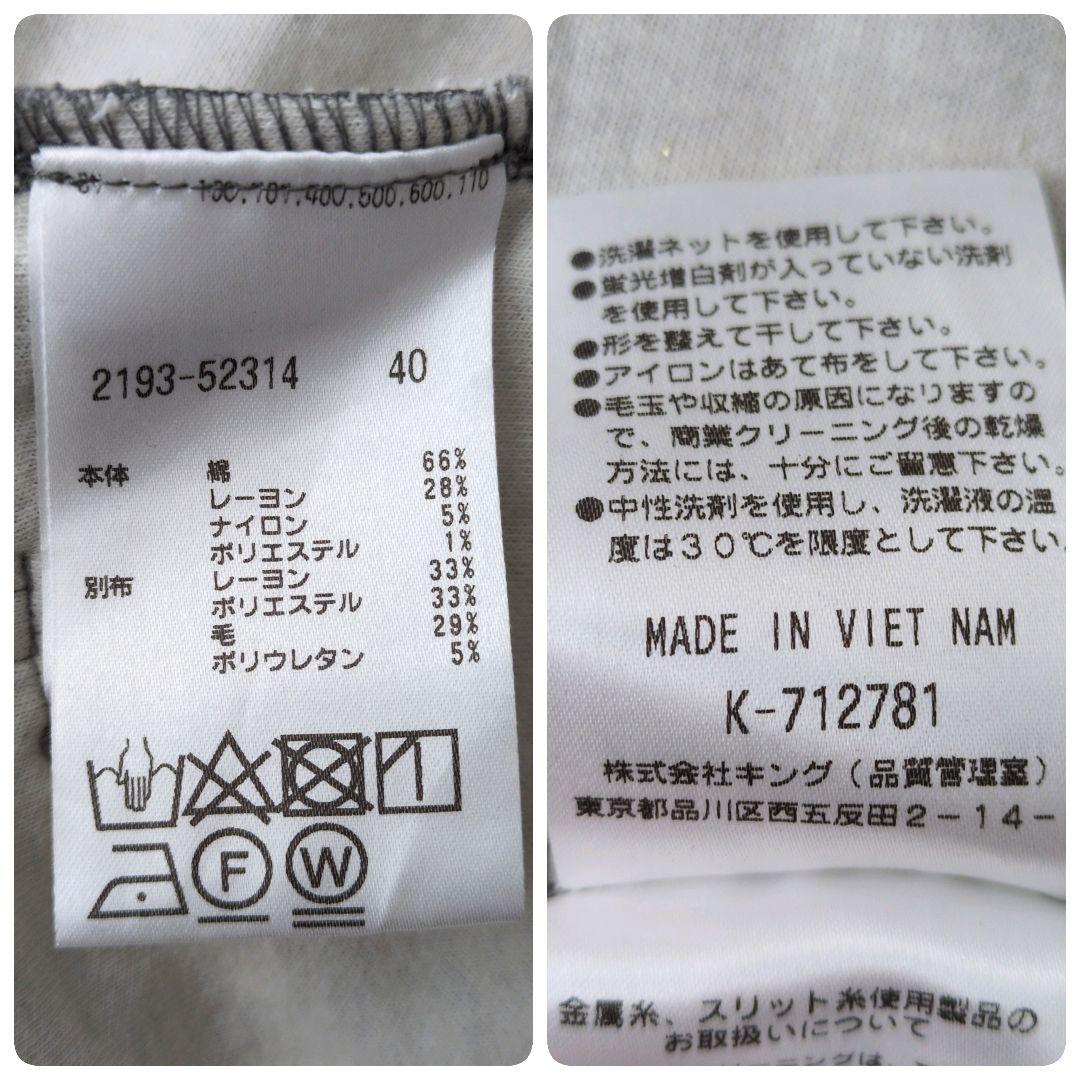 130.701.400.500.600.110
2193-52314 40
本体 綿 66%
レーヨン 28%
ナイロン 5%
ポリエステル 1%
別布 レーヨン 33%
ポリエステル 33%
毛 29%
ポリウレタン 5%
F W
●洗濯ネットを使用して下さい。
●蛍光増白剤が入っていない洗剤
を使用して下さい。
●形を整えて干して下さい。
●アイロンはあて布をして下さい。
●毛玉や収縮の原因になりますの
で、商業クリーニング後の乾燥
方法には、十分にご留意下さい。
●中性洗剤を使用し、洗濯液の温
度は30℃を限度として下さい。
MADE IN VIET NAM
K-712781
株式会社キング(品質管理室)
東京都品川区西五反田2-14-
金属糸、スリット糸使用製品の
お取扱いについて